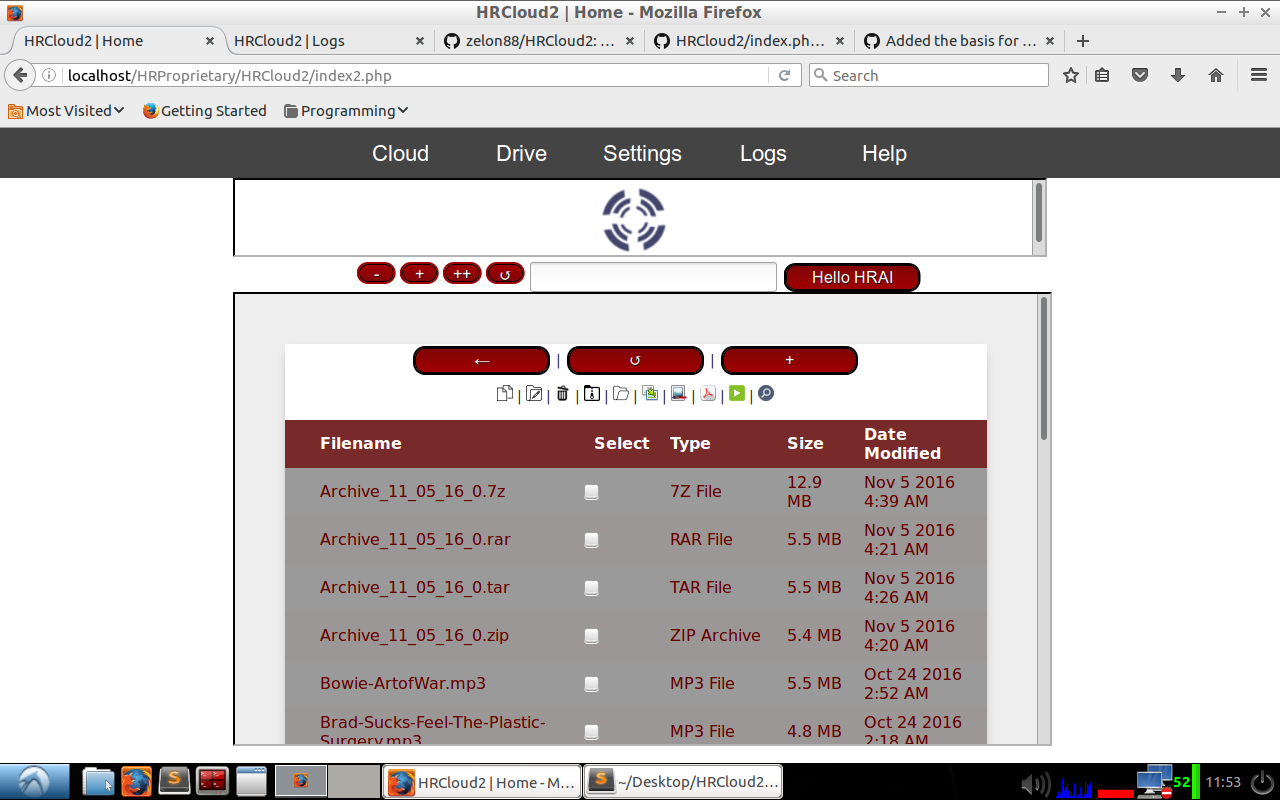 HRCloud2 | Home - Mozilla Firefox
HRCloud2 | Home
HRCloud2 | Logs
zelon88/HRCloud2: ...
HRCloud2/index.ph...
Added the basis for ...
localhost/HRProprietary/HRCloud2/index2.php
Search
Most Visited
Getting Started
Programming
Cloud Drive Settings Logs Help
- + ++ ↺ Hello HRAI
← | ↺ | +
| | | | | | | | |
Filename Select Type Size Date
Modified
Archive_11_05_16_0.7z 7Z File 12.9
MB Nov 5 2016
4:39 AM
Archive_11_05_16_0.rar RAR File 5.5 MB Nov 5 2016
4:21 AM
Archive_11_05_16_0.tar TAR File 5.5 MB Nov 5 2016
4:26 AM
Archive_11_05_16_0.zip ZIP Archive 5.4 MB Nov 5 2016
4:20 AM
Bowie-ArtofWar.mp3 MP3 File 5.5 MB Oct 24 2016
2:52 AM
Brad-Sucks-Feel-The-Plastic-
Surgery.mp3 MP3 File 4.8 MB Oct 24 2016
2:18 AM
HRCloud2 | Home - M...
~/Desktop/HRCloud2...
52
11:53